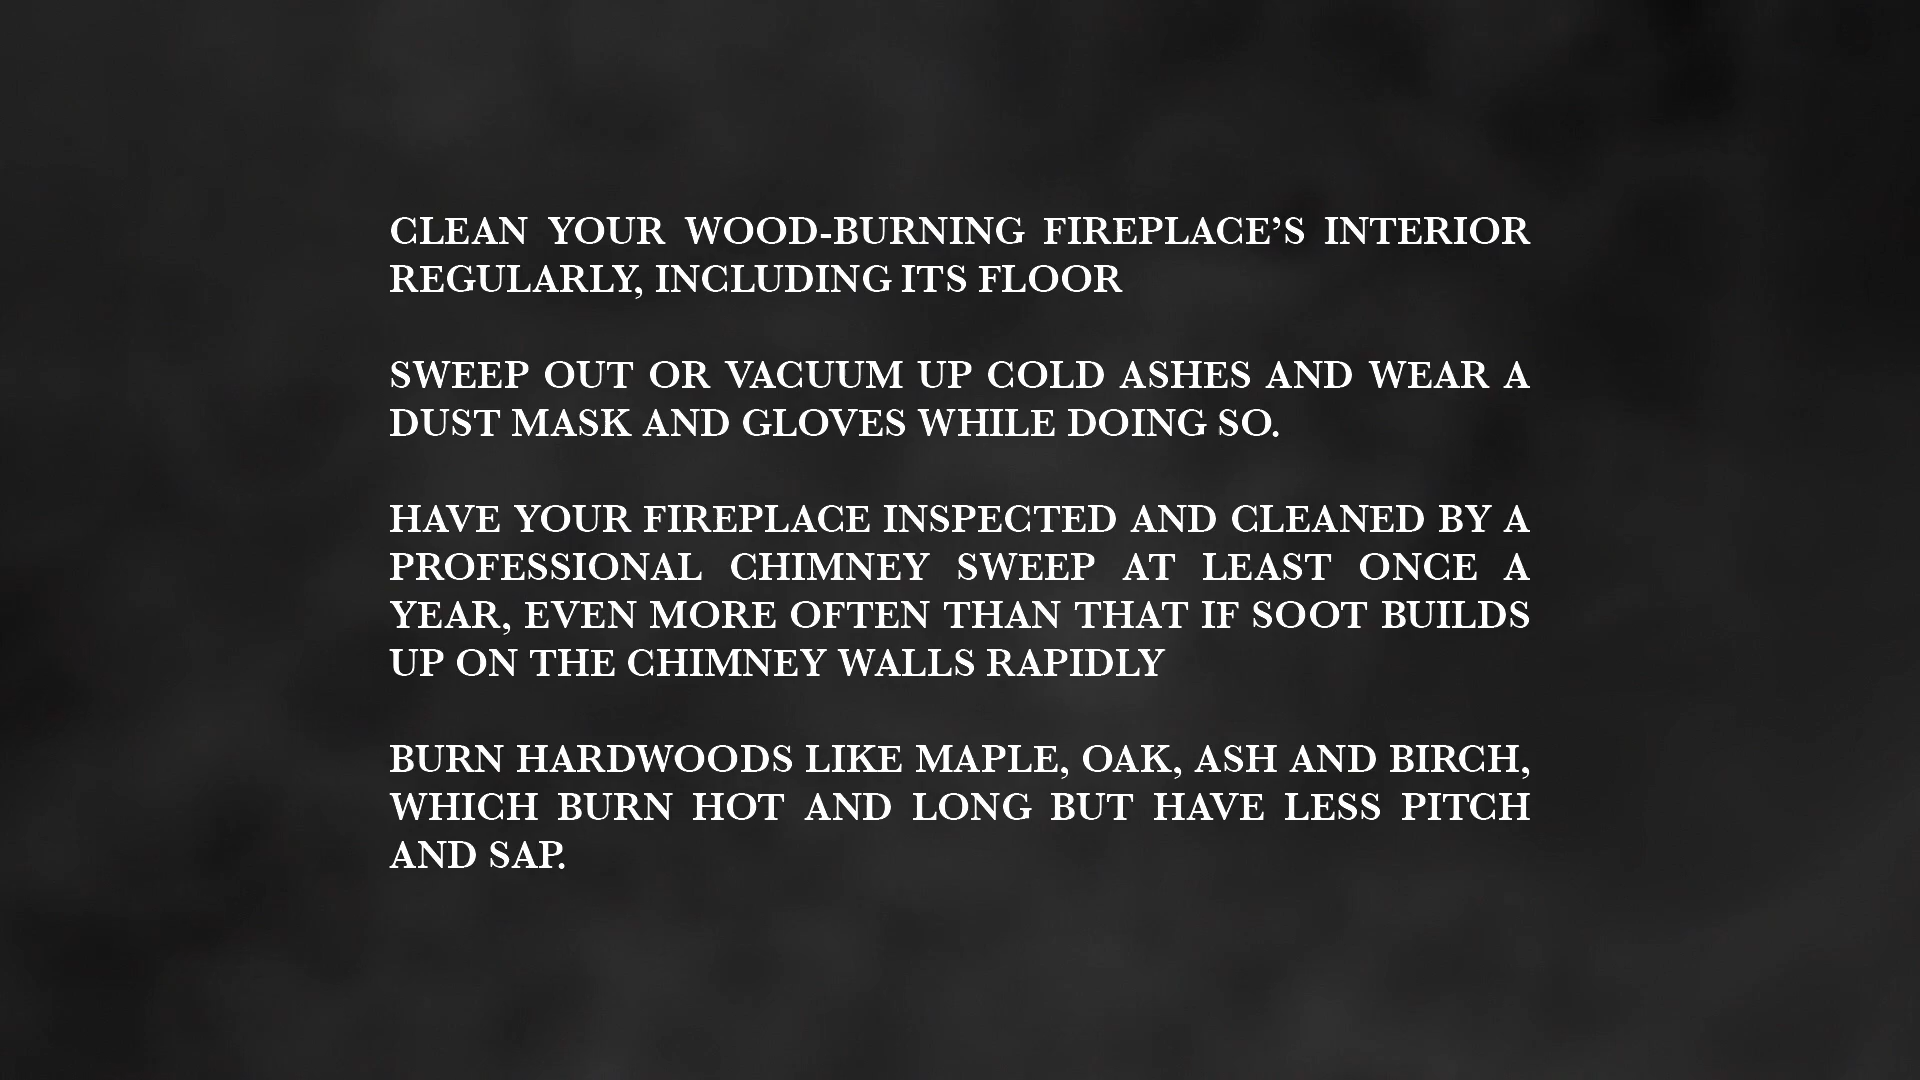 CLEAN YOUR WOOD-BURNING FIREPLACE’S INTERIOR
REGULARLY, INCLUDING ITS FLOOR
SWEEP OUT OR VACUUM UP COLD ASHES AND WEAR A
DUST MASK AND GLOVES WHILE DOING SO.
HAVE YOUR FIREPLACE INSPECTED AND CLEANED BY A
PROFESSIONAL CHIMNEY SWEEP AT LEAST ONCE A
YEAR, EVEN MORE OFTEN THAN THAT IF SOOT BUILDS
UP ON THE CHIMNEY WALLS RAPIDLY
BURN HARDWOODS LIKE MAPLE, OAK, ASH AND BIRCH,
WHICH BURN HOT AND LONG BUT HAVE LESS PITCH
AND SAP.